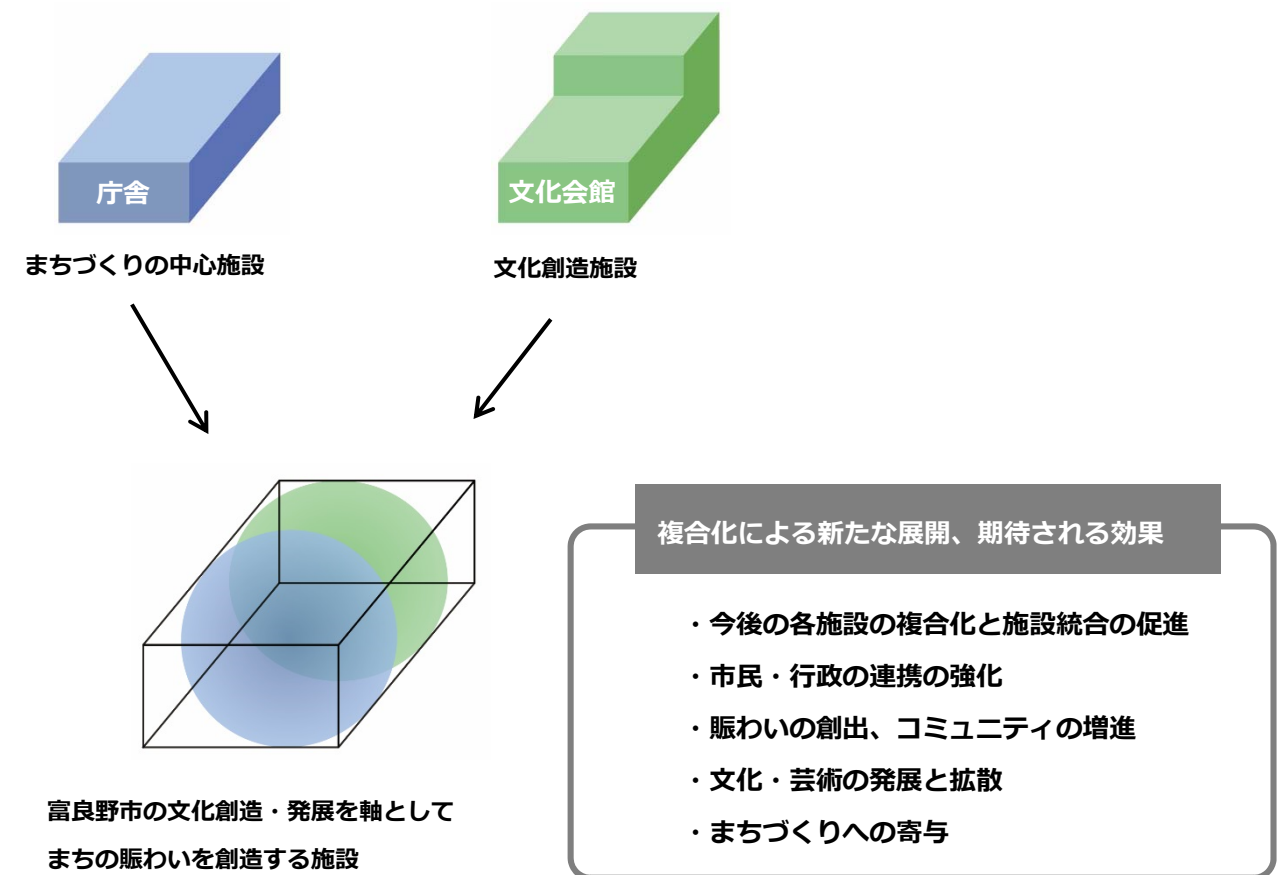 庁舎
文化会館
まちづくりの中心施設
文化創造施設
富良野市の文化創造・発展を軸として
まちの賑わいを創造する施設
複合化による新たな展開、期待される効果
・今後の各施設の複合化と施設統合の促進
・市民・行政の連携の強化
・賑わいの創出、コミュニティの増進
・文化・芸術の発展と拡散
・まちづくりへの寄与